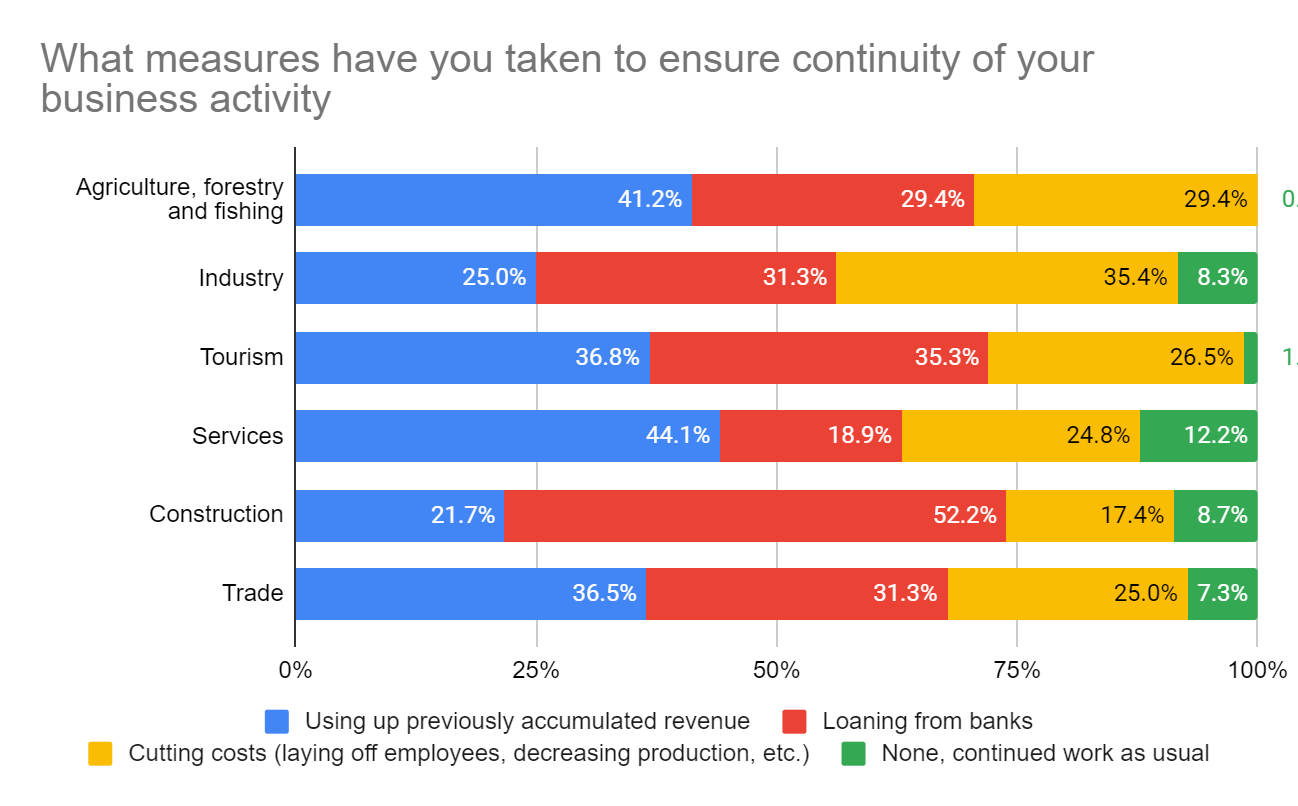 What measures have you taken to ensure continuity of your
business activity
Agriculture, forestry
and fishing
41.2% 29.4% 29.4% 0.
Industry 25.0% 31.3% 35.4% 8.3%
Tourism 36.8% 35.3% 26.5% 1.
Services 44.1% 18.9% 24.8% 12.2%
Construction 21.7% 52.2% 17.4% 8.7%
Trade 36.5% 31.3% 25.0% 7.3%
0% 25% 50% 75% 100%
Using up previously accumulated revenue Loaning from banks
Cutting costs (laying off employees, decreasing production, etc.) None, continued work as usual